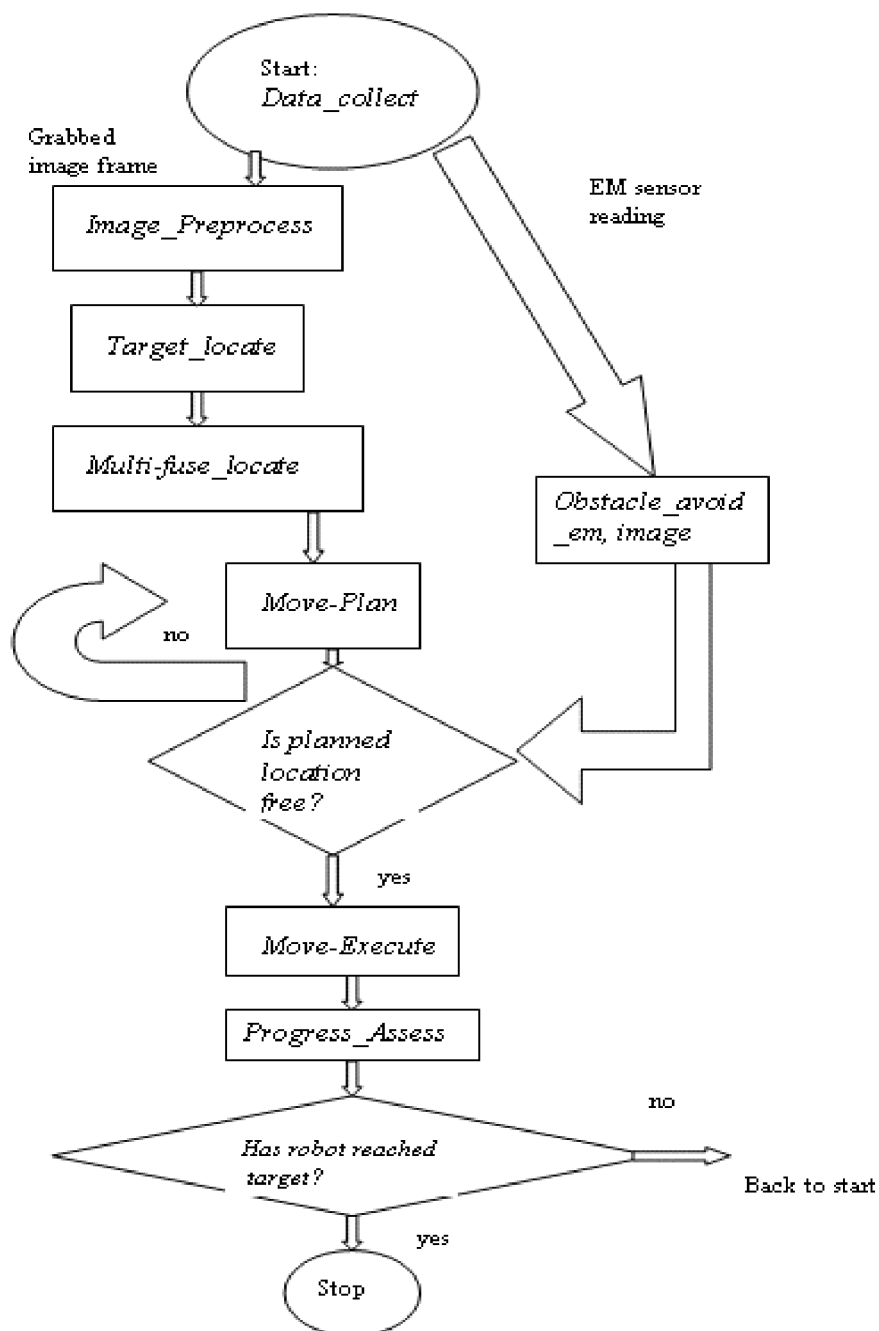 Start:
Data_collect
Grabbed
image frame
EM sensor
reading
Image_Preprocess
Target_locate
Multi-fuse_locate
Obstacle_avoid
_em, image
Move-Plan
no
Is planned
location
free?
yes
Move-Execute
Progress_Assess
no
Has robot reached
target?
Back to start
yes
Stop